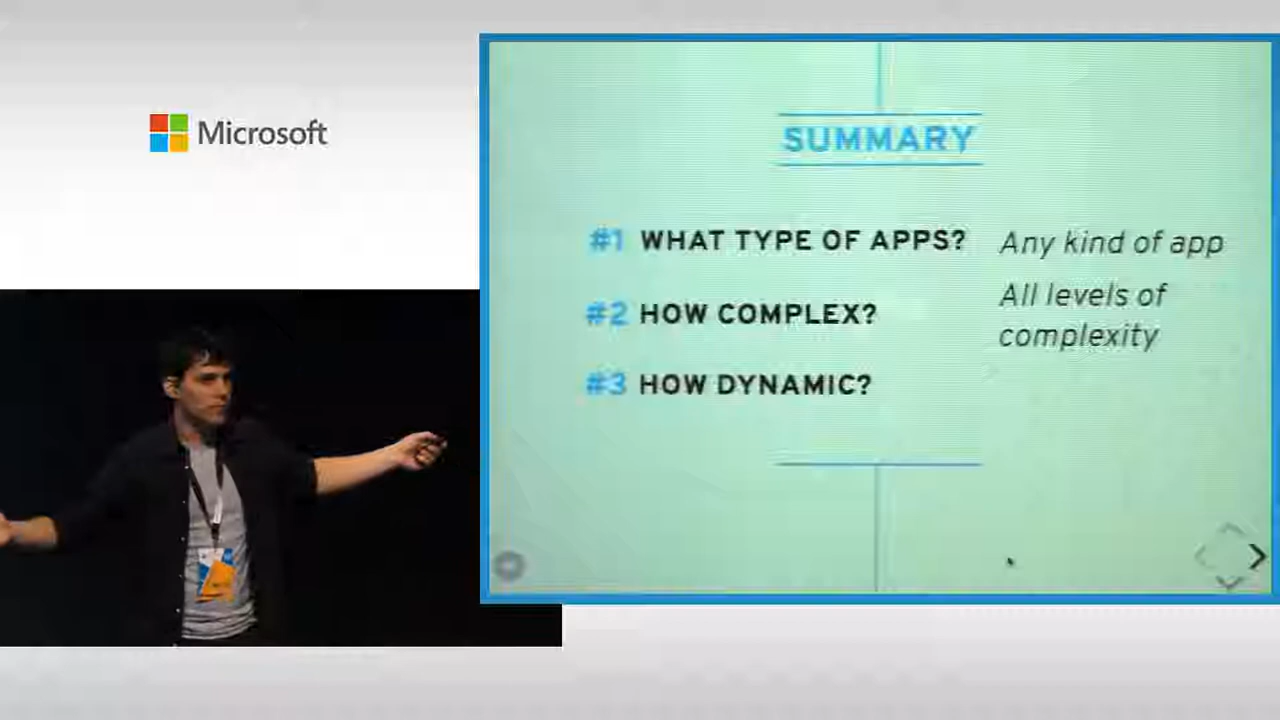 Microsoft
SUMMARY
#1 WHAT TYPE OF APPS? Any kind of app
#2 HOW COMPLEX? All levels of
complexity
#3 HOW DYNAMIC?